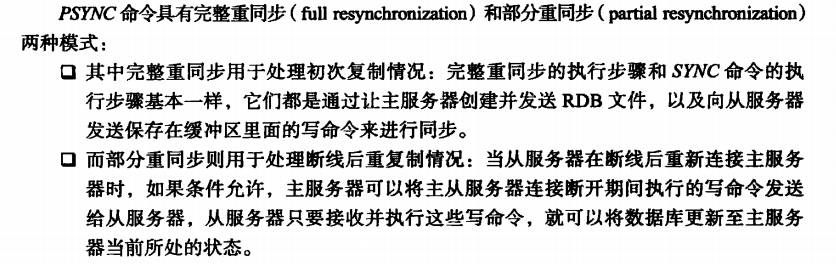 PSYNC 命令具有完整重同步（full resynchronization）和部分重同步（partial resynchronization）
两种模式：
❑ 其中完整重同步用于处理初次复制情况：完整重同步的执行步骤和 SYNC 命令的执
行步骤基本一样，它们都是通过让主服务器创建并发送 RDB 文件，以及向从服务器
发送保存在缓冲区里面的写命令来进行同步。
❑ 而部分重同步则用于处理断线后重复制情况：当从服务器在断线后重新连接主服务
器时，如果条件允许，主服务器可以将主从服务器连接断开期间执行的写命令发送
给从服务器，从服务器只要接收并执行这些写命令，就可以将数据库更新至主服务
器当前所处的状态。